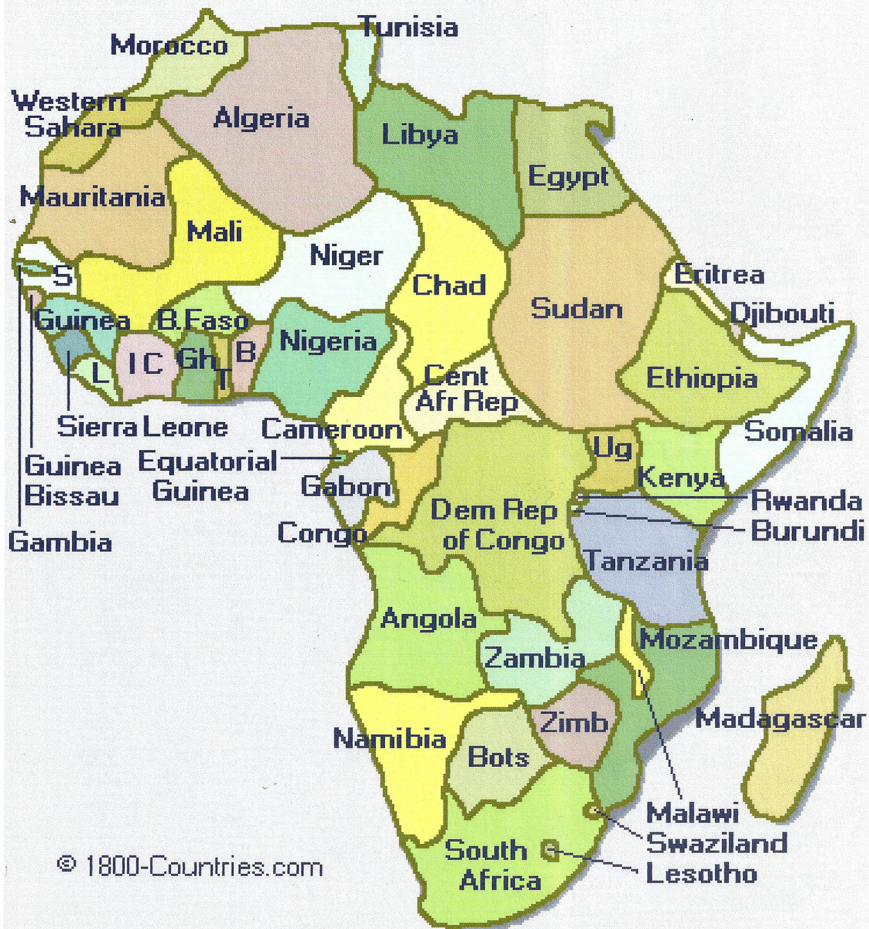 Tunisia
Morocco
Western
Sahara
Algeria
Libya
Egypt
Mauritania
Mali
Niger
Chad
Sudan
Eritrea
Djibouti
S
Guinea
B.Faso
Nigeria
I C
Gh
T
B
L
Cent
Afr Rep
Ethiopia
Somalia
Sierra Leone
Cameroon
Ug
Kenya
Guinea
Bissau
Equatorial
Guinea
Gabon
Rwanda
Burundi
Gambia
Congo
Dem Rep
of Congo
Tanzania
Angola
Zambia
Mozambique
Namibia
Bots
Zimb
Madagascar
Malawi
Swaziland
Lesotho
South
Africa
© 1800-Countries.com